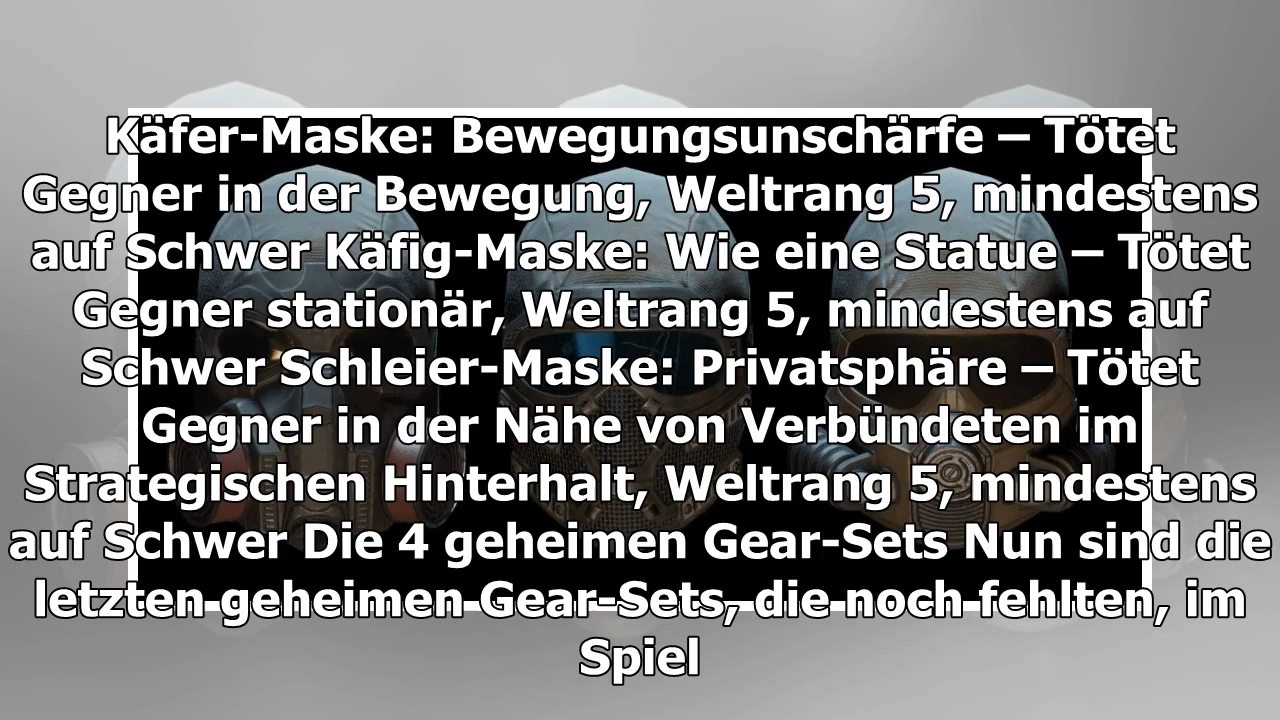 Käfer-Maske: Bewegungsunschärfe – Tötet
Gegner in der Bewegung, Weltrang 5, mindestens
auf Schwer Käfig-Maske: Wie eine Statue – Tötet
Gegner stationär, Weltrang 5, mindestens auf
Schwer Schleier-Maske: Privatsphäre – Tötet
Gegner in der Nähe von Verbündeten im
Strategischen Hinterhalt, Weltrang 5, mindestens
auf Schwer Die 4 geheimen Gear-Sets Nun sind die
letzten geheimen Gear-Sets, die noch fehlten, im
Spiel